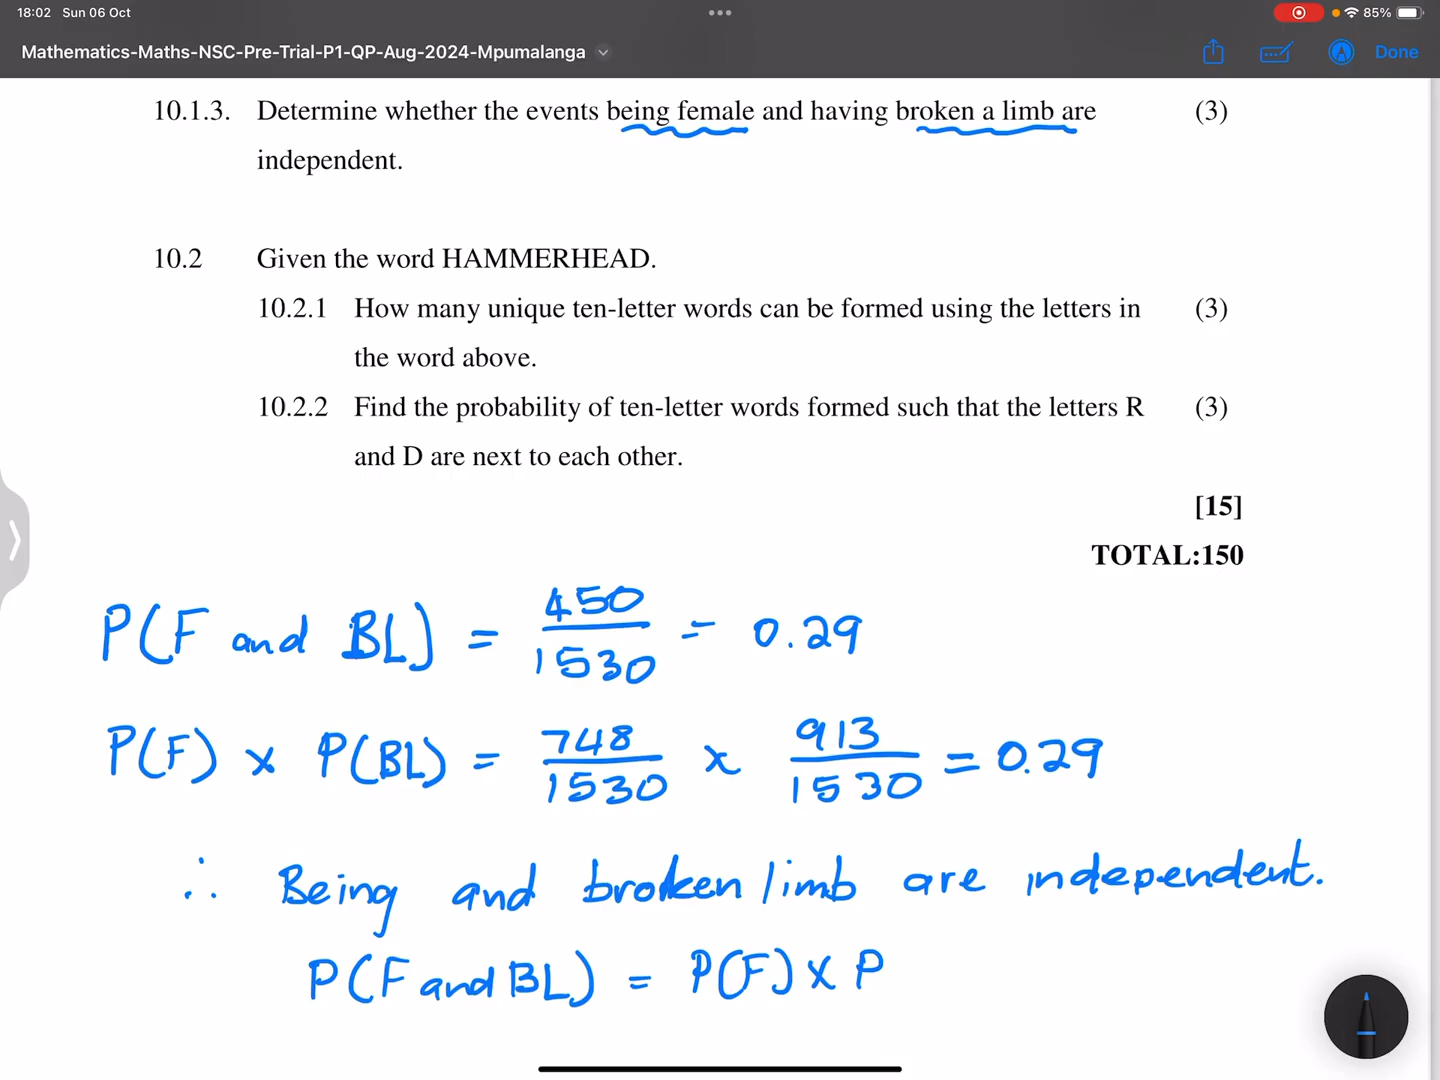 18:02 Sun 06 Oct
85%
Mathematics-Maths-NSC-Pre-Trial-P1-QP-Aug-2024-Mpumalanga
Done
10.1.3. Determine whether the events being female and having broken a limb are (3)
independent.
10.2 Given the word HAMMERHEAD.
10.2.1 How many unique ten-letter words can be formed using the letters in (3)
the word above.
10.2.2 Find the probability of ten-letter words formed such that the letters R (3)
and D are next to each other.
[15]
TOTAL:150
P(F and BL) = 450/1530 = 0.29
P(F) x P(BL) = 748/1530 x 913/1530 = 0.29
∴ Being and broken limb are independent.
P(F and BL) = P(F) x P